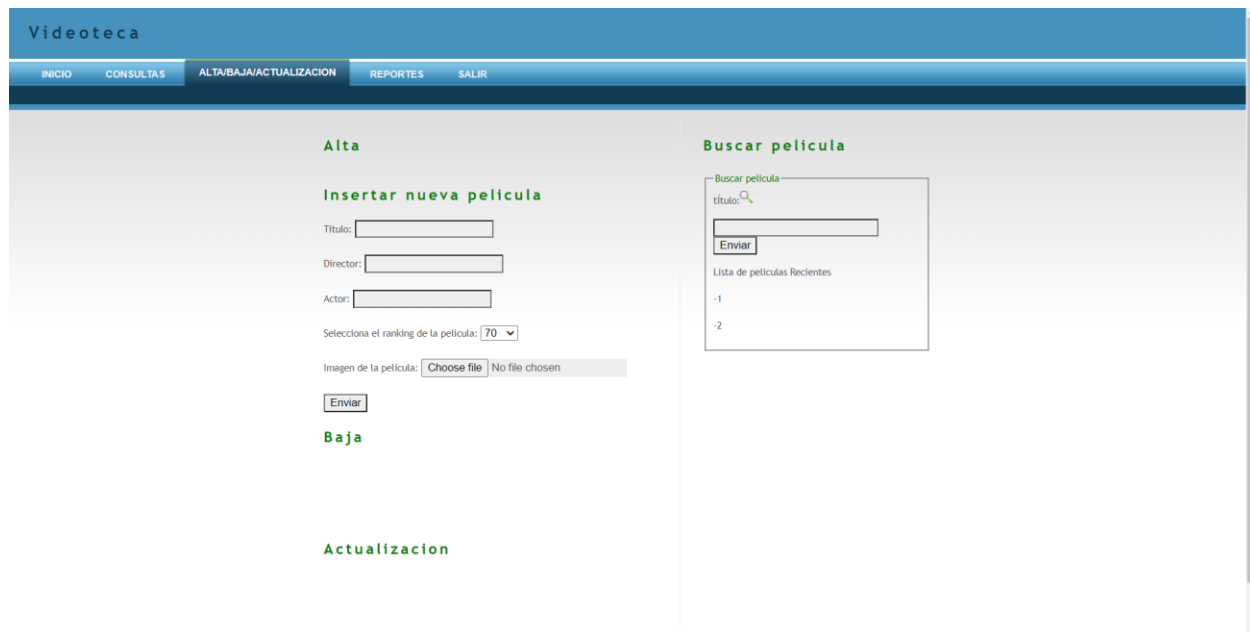 Videoteca
INICIO CONSULTAS ALTA/BAJA/ACTUALIZACION REPORTES SALIR
Alta
Insertar nueva pelicula
Titulo:
Director:
Actor:
Selecciona el ranking de la pelicula: 70
Imagen de la pelicula: Choose file No file chosen
Enviar
Baja
Actualizacion
Buscar pelicula
Buscar pelicula
título:
Enviar
Lista de peliculas Recientes
-1
-2